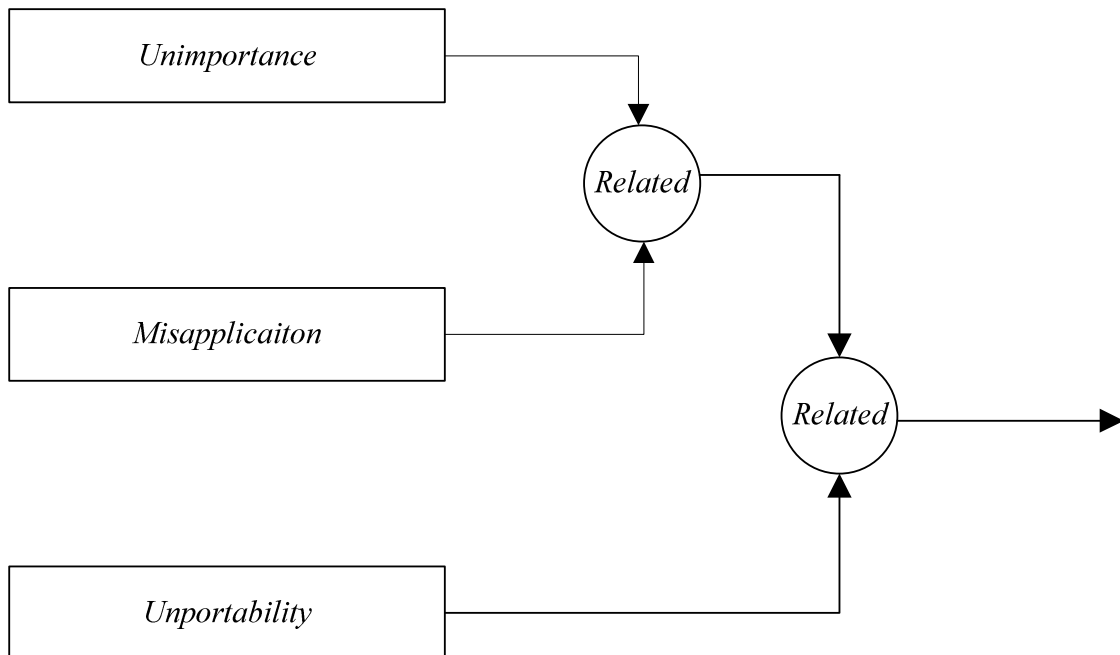 Unimportance
Related
Misapplicaiton
Related
Unportability